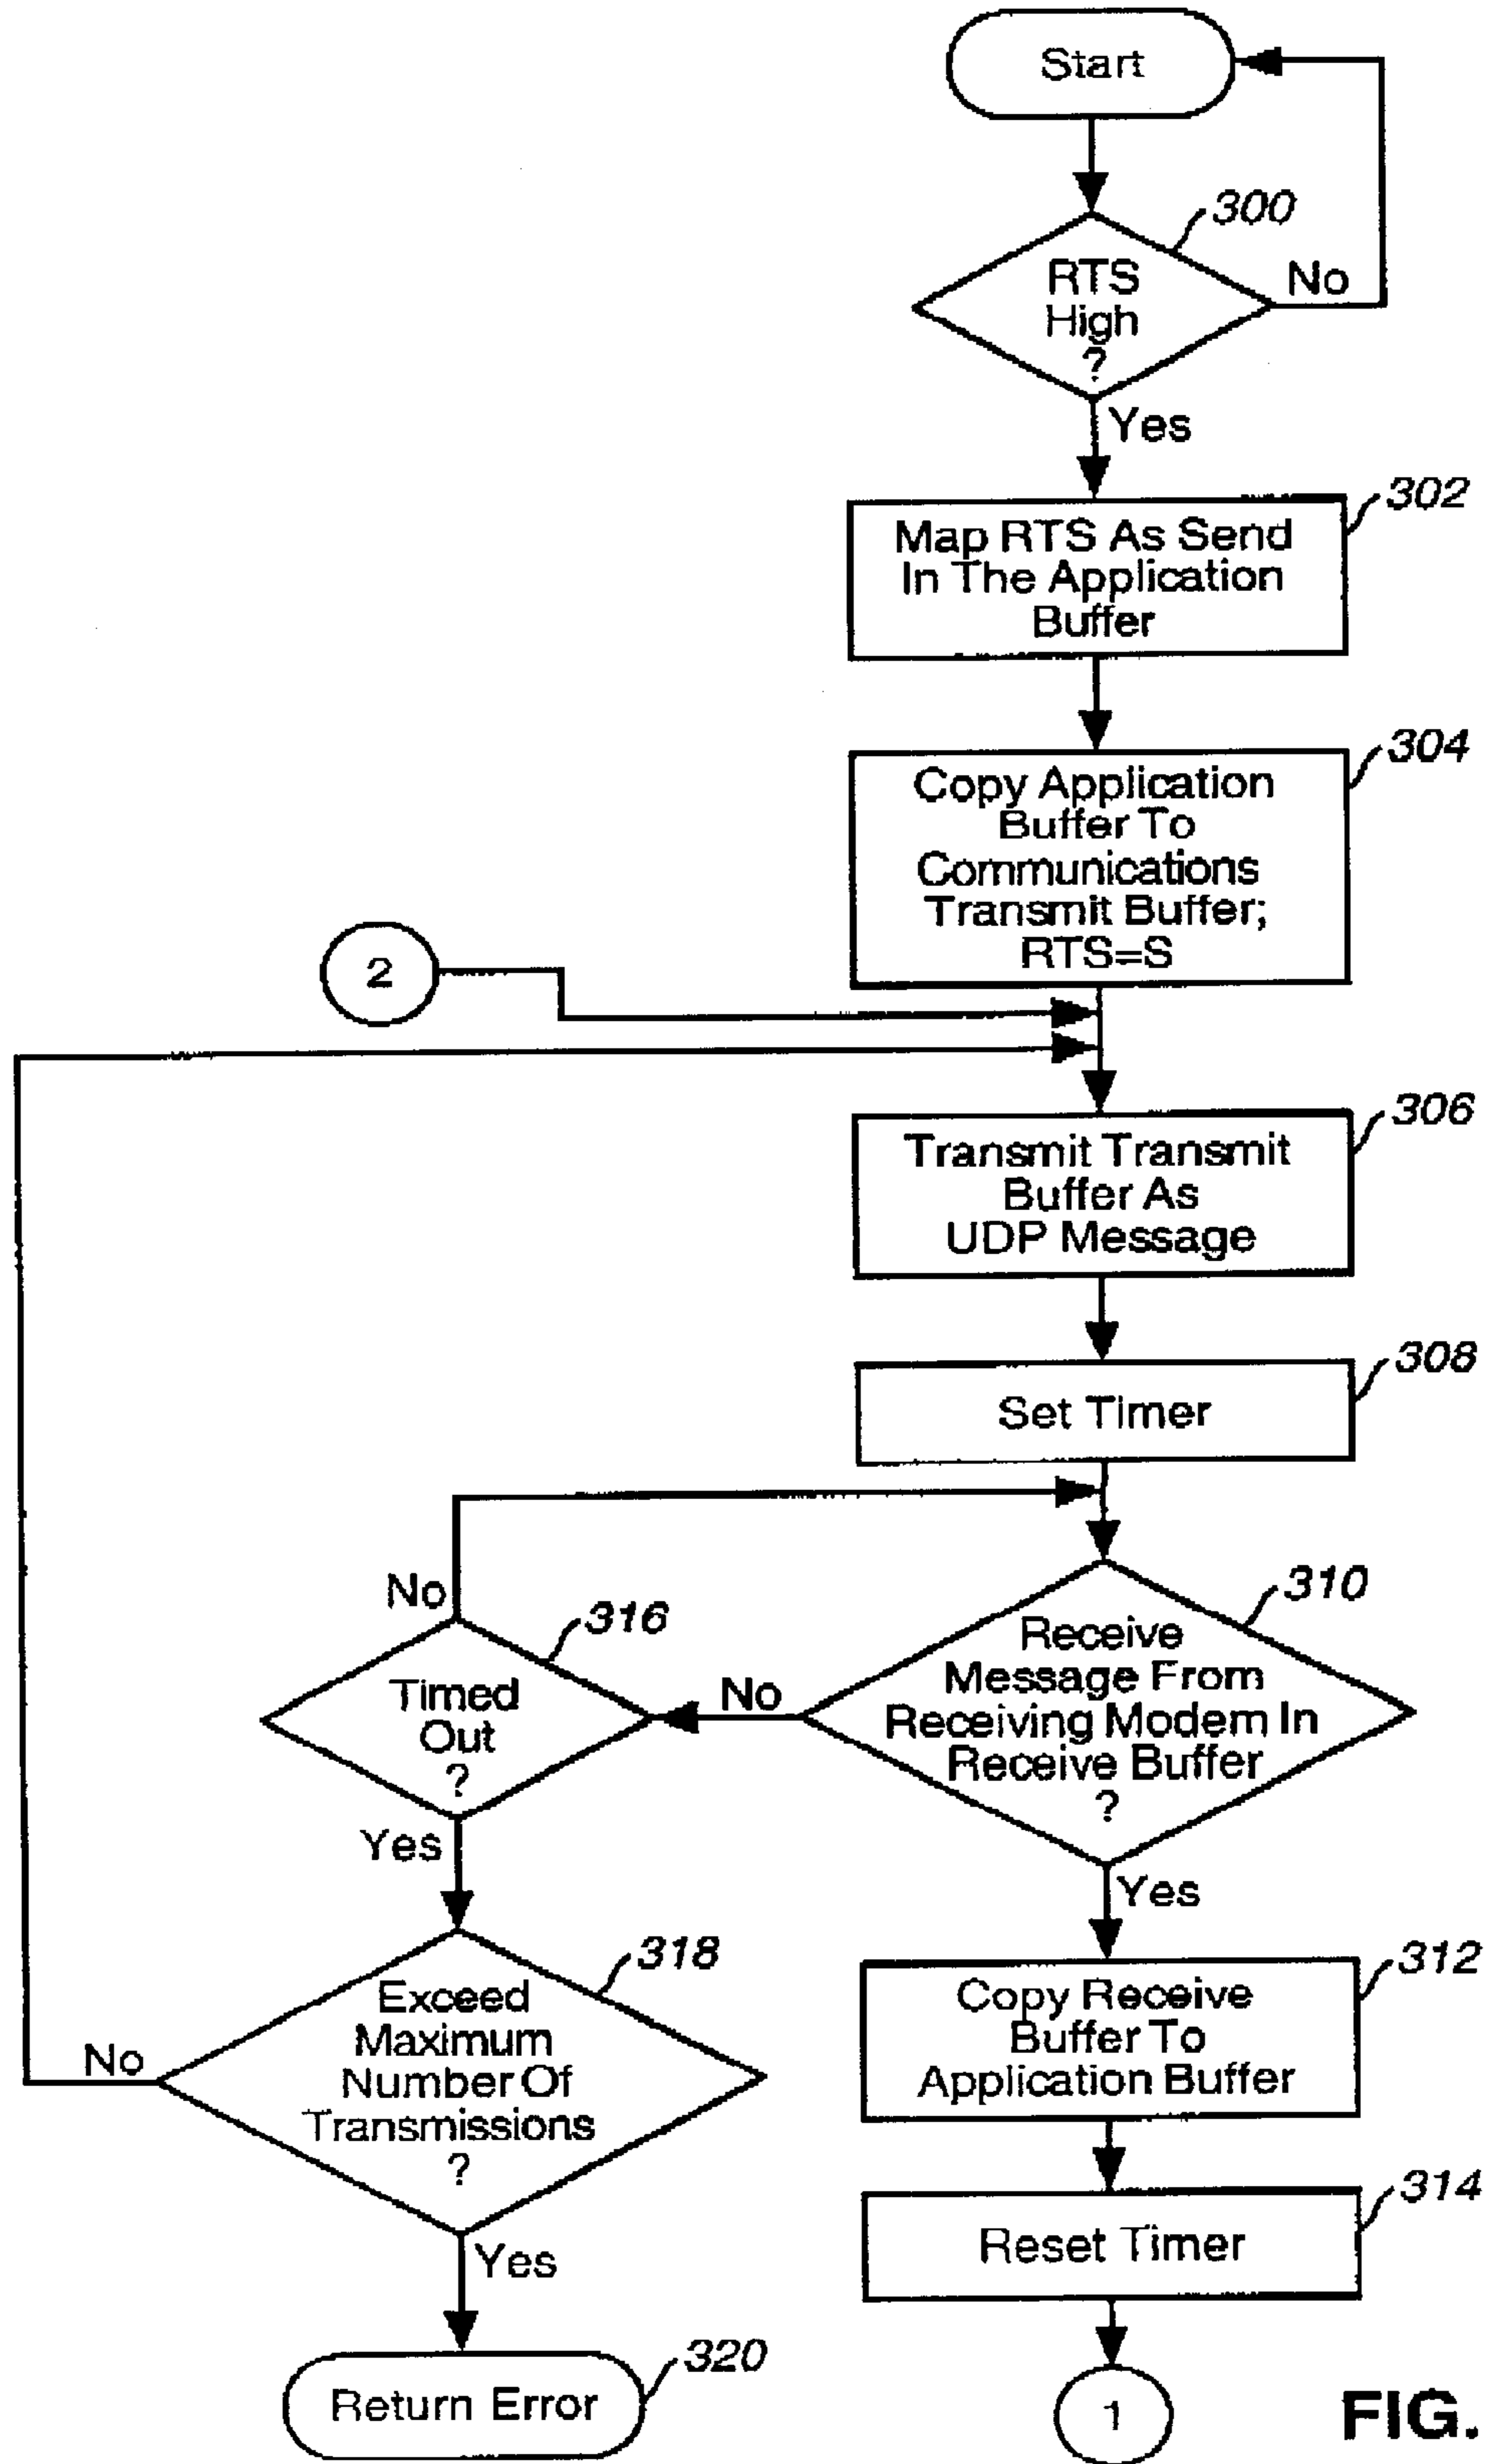 Start
300
RTS
High
?
No
Yes
302
Map RTS As Send
In The Application
Buffer
304
Copy Application
Buffer To
Communications
Transmit Buffer;
RTS=S
2
306
Transmit Transmit
Buffer As
UDP Message
308
Set Timer
310
Receive
Message From
Receiving Modem In
Receive Buffer
?
No
Yes
316
Timed
Out
?
No
Yes
318
Exceed
Maximum
Number Of
Transmissions
?
No
Yes
312
Copy Receive
Buffer To
Application Buffer
314
Reset Timer
320
Return Error
1
FIG.